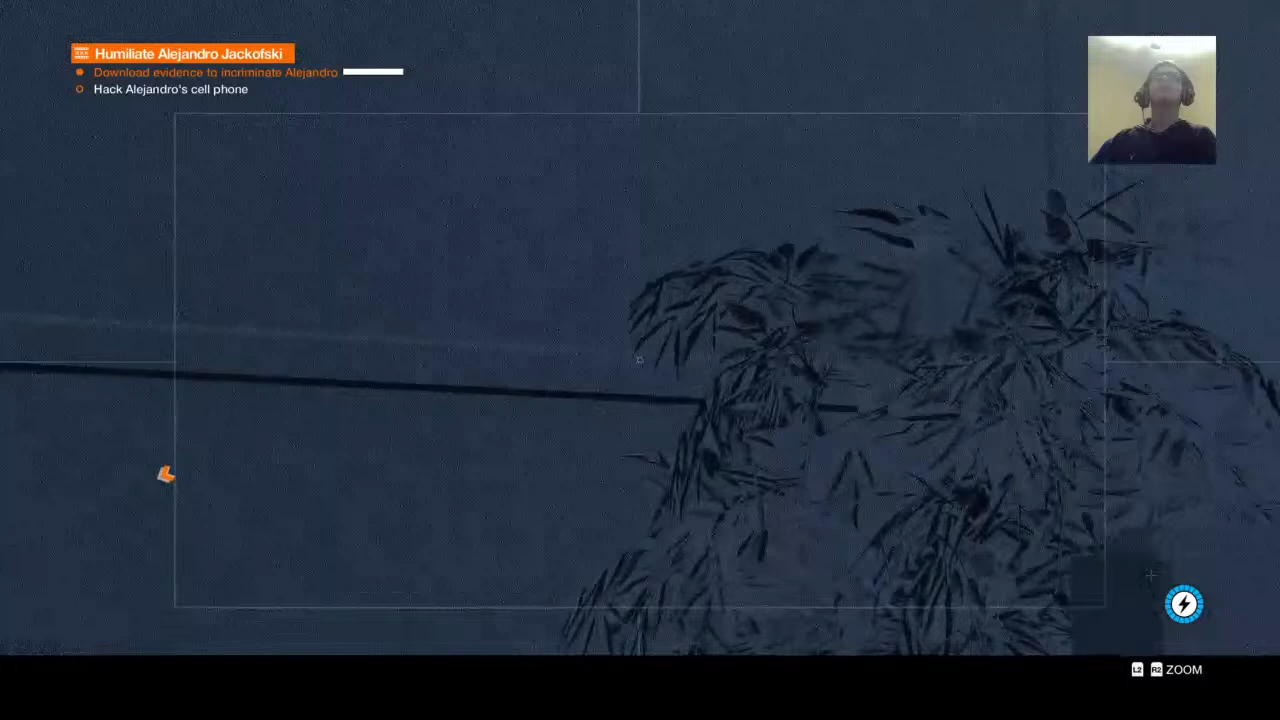 Humiliate Alejandro Jackofski
Download evidence to incriminate Alejandro
Hack Alejandro's cell phone
L2 R2 ZOOM